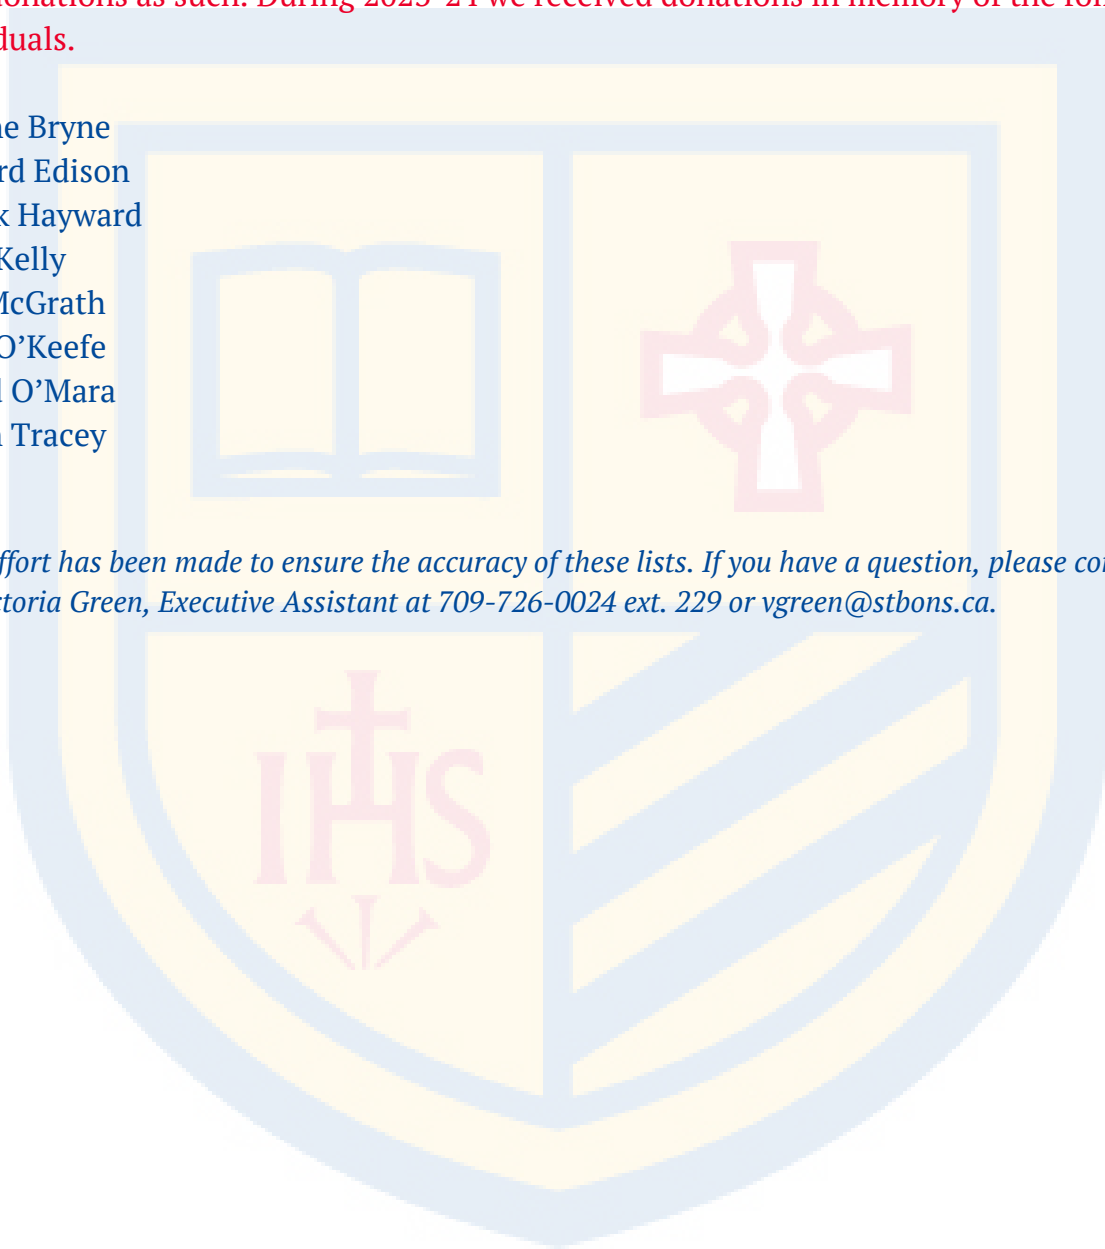 donations as such. During 2023-24 we received donations in memory of the
duals.
ne Bryne
rd Edison
k Hayward
Kelly
McGrath
O’Keefe
O’Mara
Tracey
ffort has been made to ensure the accuracy of these lists. If you have a question, please
ctoria Green, Executive Assistant at 709-726-0024 ext. 229 or vgreen@stbons.ca.
IHS